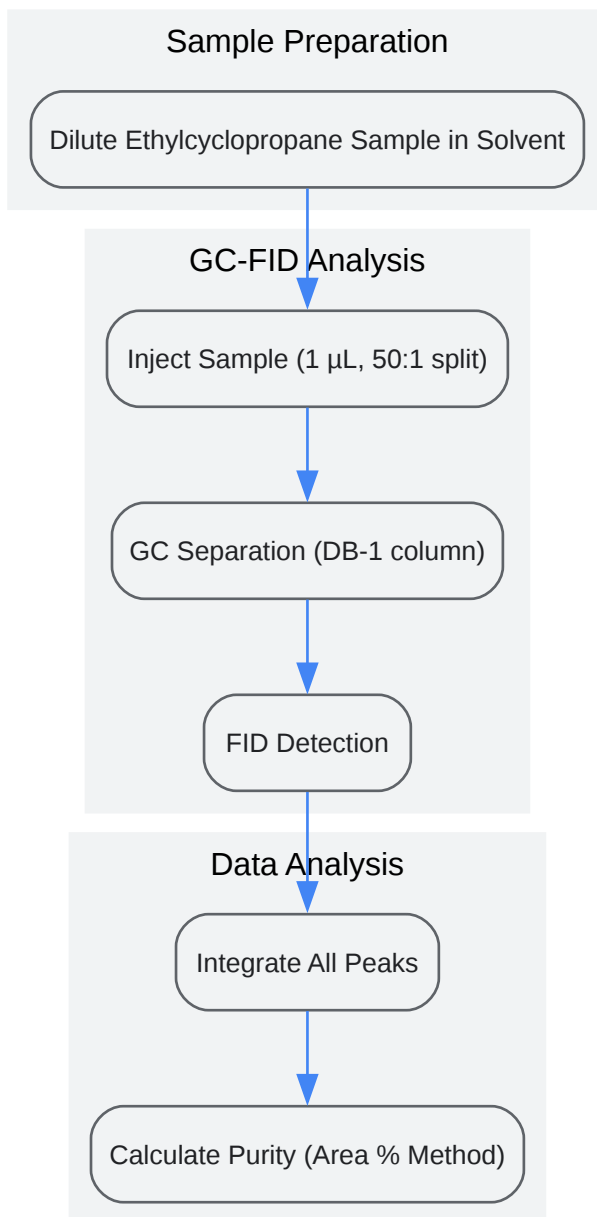 Sample Preparation
Dilute Ethylcyclopropane Sample in Solvent
GC-FID Analysis
Inject Sample (1 µL, 50:1 split)
GC Separation (DB-1 column)
FID Detection
Data Analysis
Integrate All Peaks
Calculate Purity (Area % Method)